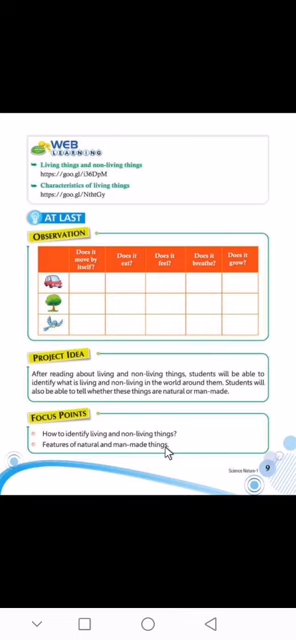 WEB
LEARNING
Living things and non-living things
https://goo.gl/i36DpM
Characteristics of living things
https://goo.gl/NthtGy
AT LAST
OBSERVATION
Does it move by itself?
Does it eat?
Does it feel?
Does it breathe?
Does it grow?
PROJECT IDEA
After reading about living and non-living things, students will be able to
identify what is living and non-living in the world around them. Students will
also be able to tell whether these things are natural or man-made.
FOCUS POINTS
How to identify living and non-living things?
Features of natural and man-made things.
Science Nature-1
9